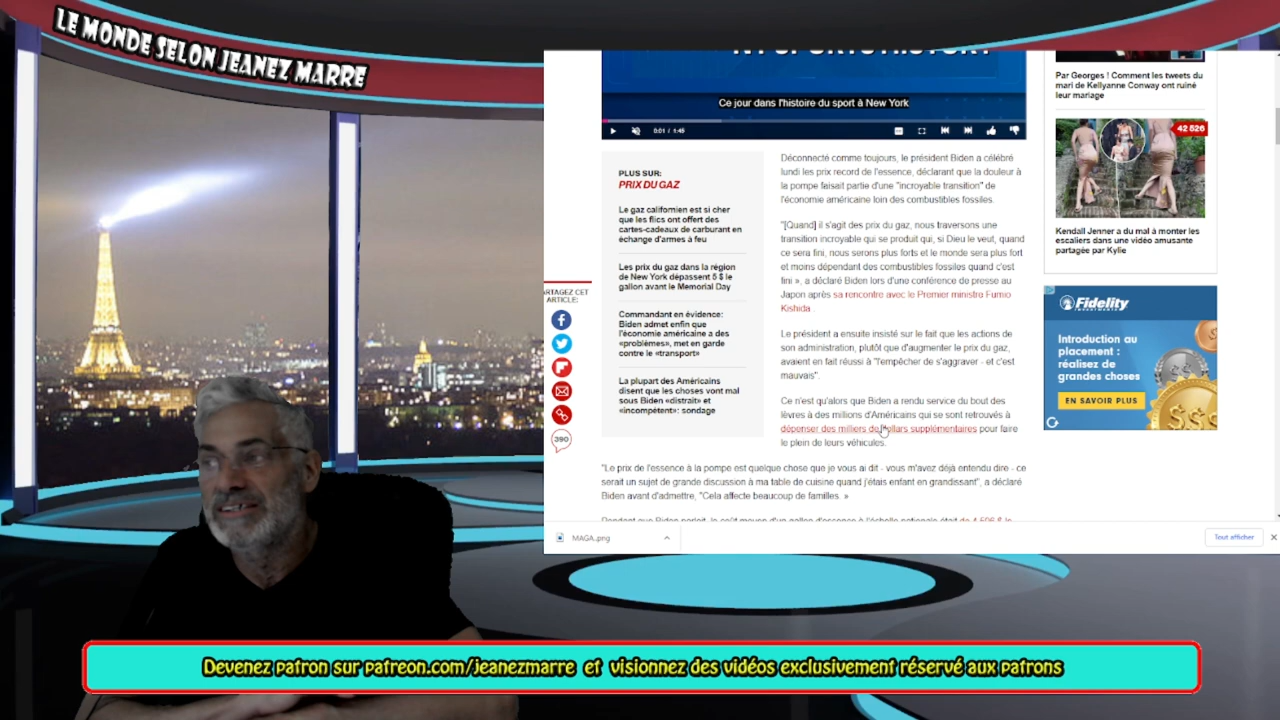 LE MONDE SELON JEANEZ MARRE
Ce jour dans l'histoire du sport à New York
0:01 / 1:45
PLUS SUR:
PRIX DU GAZ
Le gaz californien est si cher
que les flics ont offert des
cartes-cadeaux de carburant en
échange d'armes à feu
Les prix du gaz dans la région
de New York dépassent 5 $ le
gallon avant le Memorial Day
Commandant en évidence:
Biden admet enfin que
l'économie américaine a des
«problèmes», met en garde
contre le «transport»
La plupart des Américains
disent que les choses vont mal
sous Biden «distrait» et
«incompétent»: sondage
ARTAGEZ CET
ARTICLE:
390
Déconnecté comme toujours, le président Biden a célébré
lundi les prix record de l'essence, déclarant que la douleur à
la pompe faisait partie d'une "incroyable transition" de
l'économie américaine loin des combustibles fossiles.
"[Quand] il s'agit des prix du gaz, nous traversons une
transition incroyable qui se produit qui, si Dieu le veut, quand
ce sera fini, nous serons plus forts et le monde sera plus fort
et moins dépendant des combustibles fossiles quand c'est
fini », a déclaré Biden lors d'une conférence de presse au
Japon après sa rencontre avec le Premier ministre Fumio
Kishida .
Le président a ensuite insisté sur le fait que les actions de
son administration, plutôt que d'augmenter le prix du gaz,
avaient en fait réussi à "l'empêcher de s'aggraver - et c'est
mauvais".
Ce n'est qu'alors que Biden a rendu service du bout des
lèvres à des millions d'Américains qui se sont retrouvés à
dépenser des milliers de dollars supplémentaires pour faire
le plein de leurs véhicules.
"Le prix de l'essence à la pompe est quelque chose que je vous ai dit - vous m'avez déjà entendu dire - ce
serait un sujet de grande discussion à ma table de cuisine quand j'étais enfant en grandissant", a déclaré
Biden avant d'admettre, "Cela affecte beaucoup de familles. »
Par Georges ! Comment les tweets du
mari de Kellyanne Conway ont ruiné
leur mariage
42 526
Kendall Jenner a du mal à monter les
escaliers dans une vidéo amusante
partagée par Kylie
Fidelity
INVESTMENTS
Introduction au
placement :
réalisez de
grandes choses
EN SAVOIR PLUS
MAGA.png
Tout afficher
Devenez patron sur patreon.com/jeanezmarre et visionnez des vidéos exclusivement réservé aux patrons